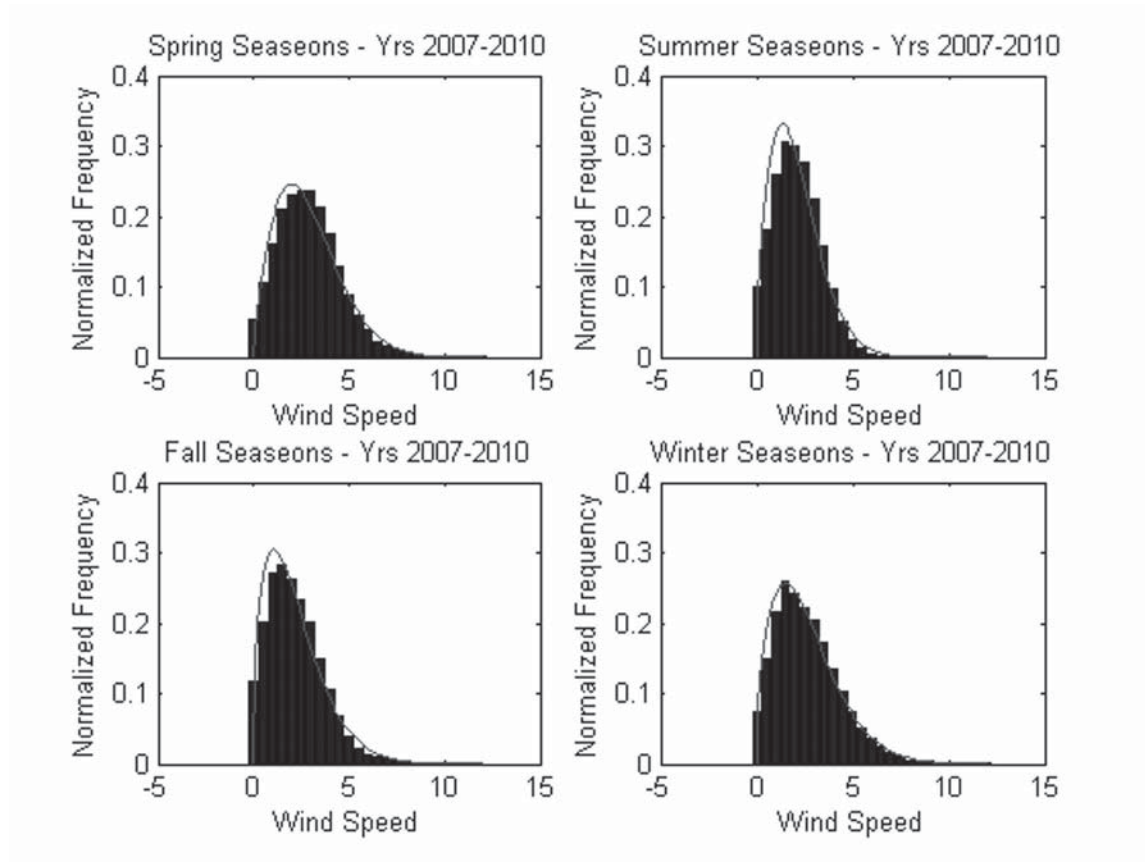 Spring Seaseons - Yrs 2007-2010
Normalized Frequency
0.4
0.3
0.2
0.1
0
-5 0 5 10 15
Wind Speed
Summer Seaseons - Yrs 2007-2010
Normalized Frequency
0.4
0.3
0.2
0.1
0
-5 0 5 10 15
Wind Speed
Fall Seaseons - Yrs 2007-2010
Normalized Frequency
0.4
0.3
0.2
0.1
0
-5 0 5 10 15
Wind Speed
Winter Seaseons - Yrs 2007-2010
Normalized Frequency
0.4
0.3
0.2
0.1
0
-5 0 5 10 15
Wind Speed